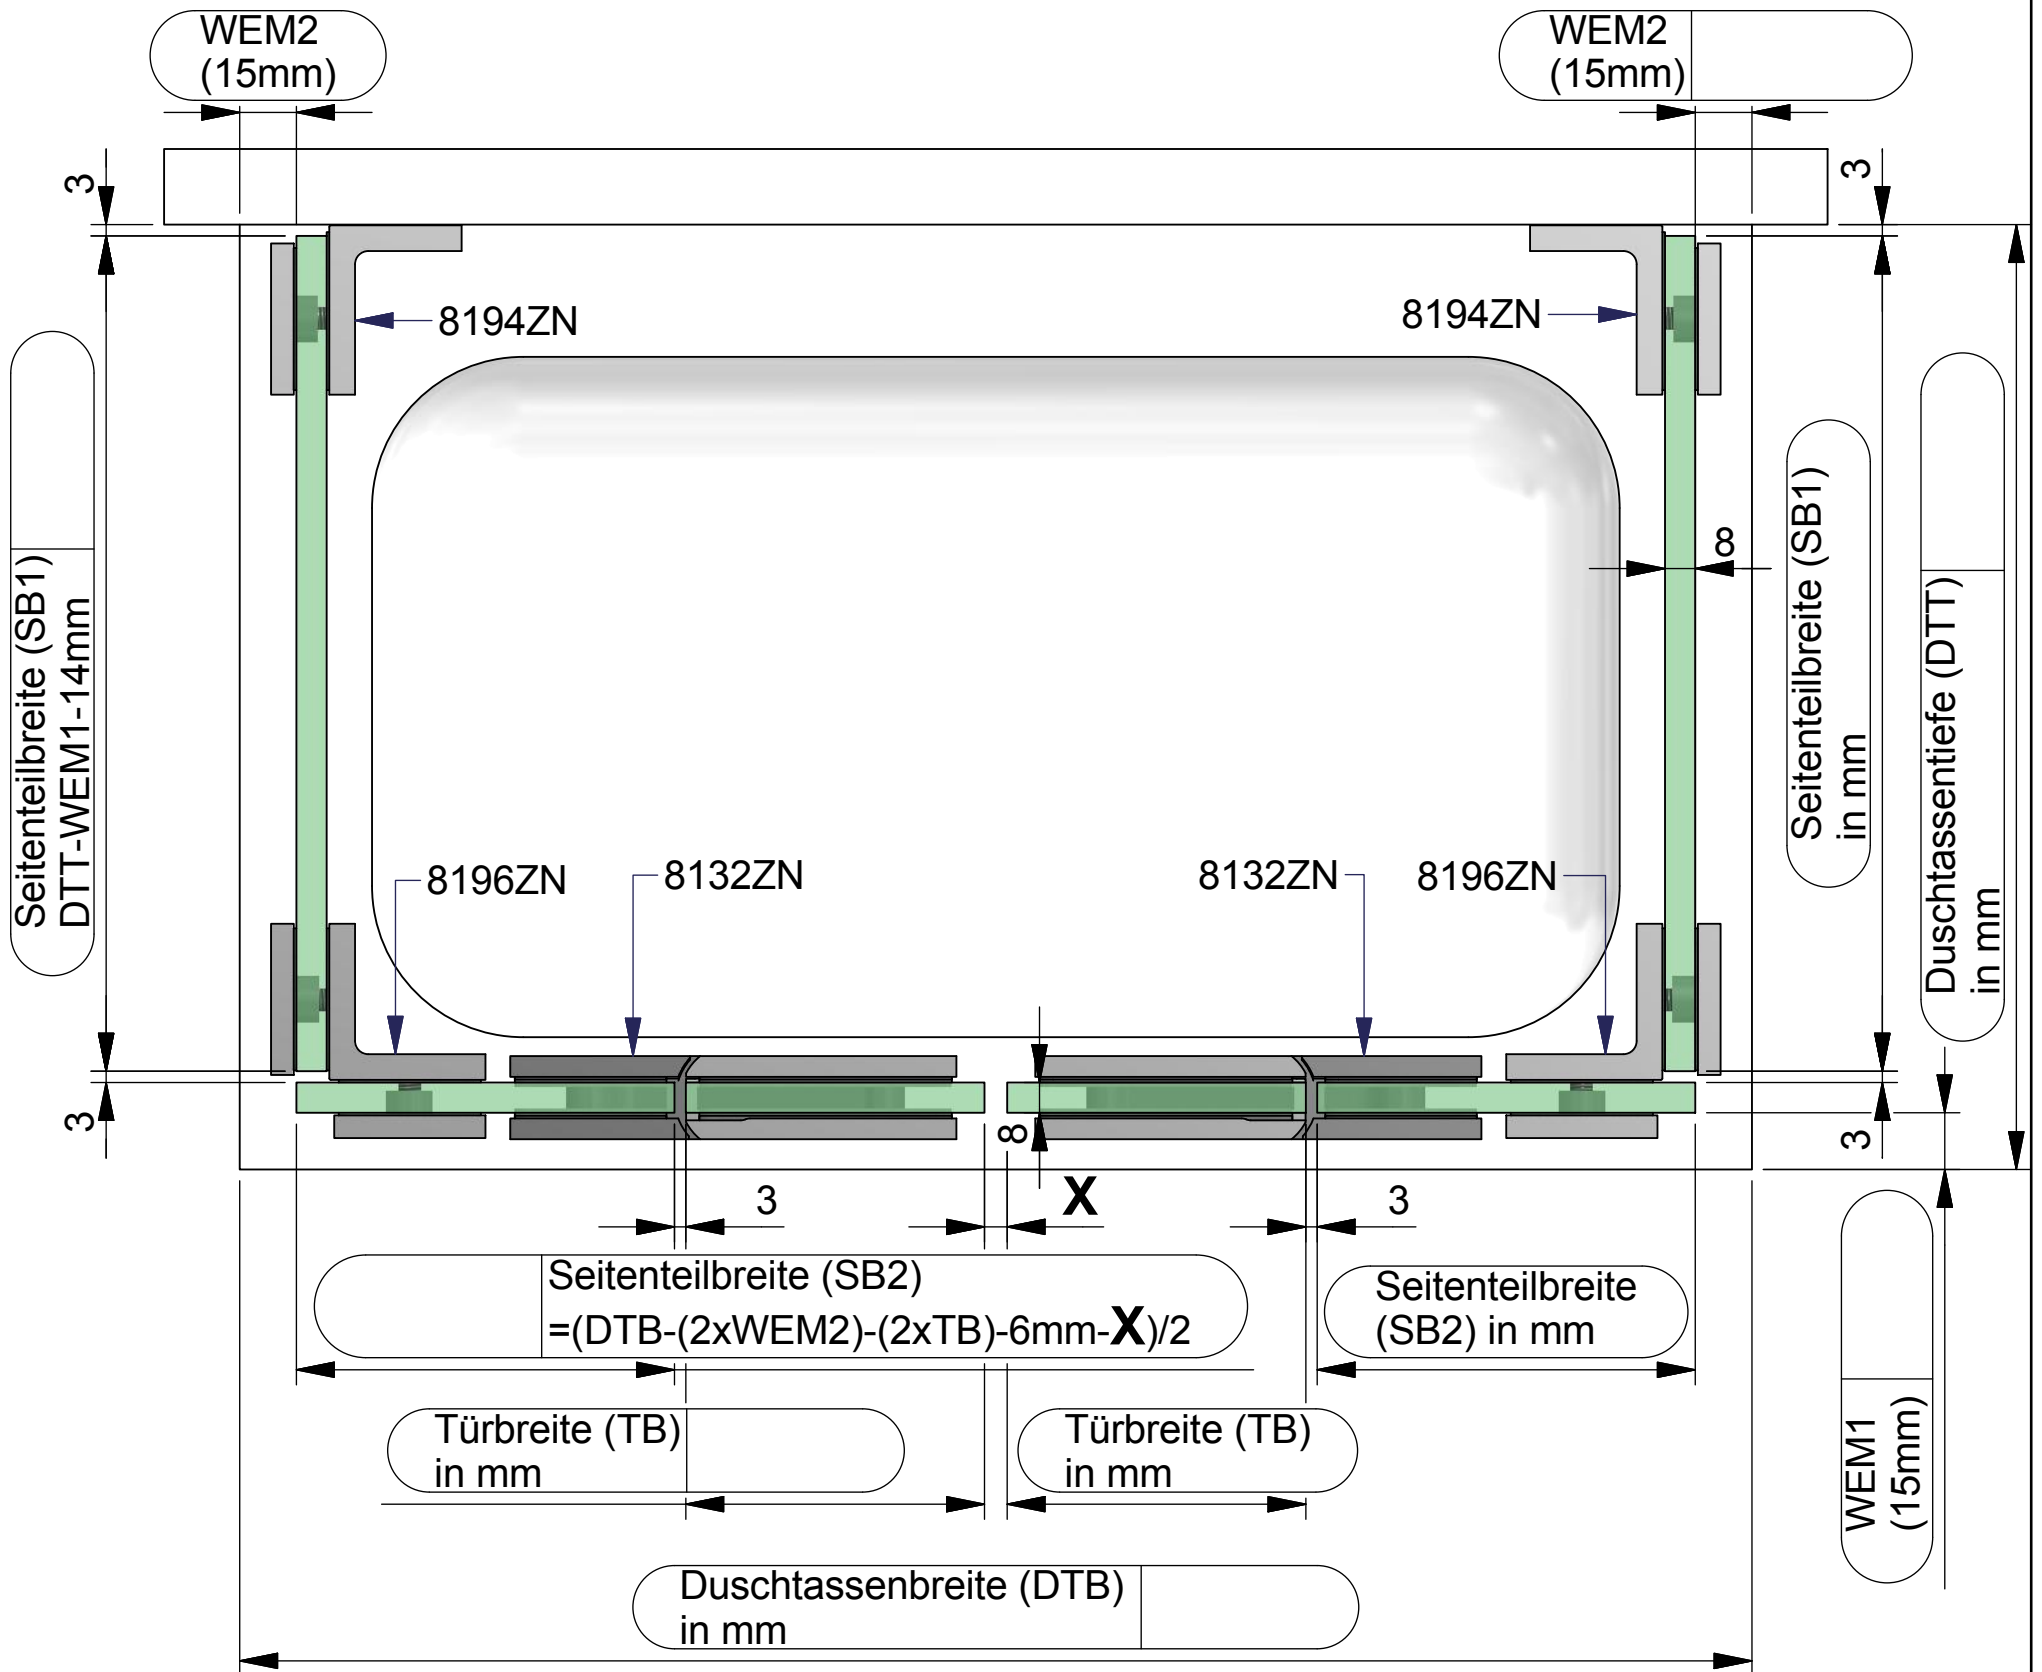 WEM2
(15mm)
WEM2
(15mm)
3
3
8194ZN
8194ZN
8
Seitenteilbreite (SB1)
DTT-WEM1-14mm
Seitenteilbreite (SB1)
in mm
Duschtassentiefe (DTT)
in mm
8196ZN
8132ZN
8132ZN
8196ZN
3
8
3
3
X
3
Seitenteilbreite (SB2)
=(DTB-(2xWEM2)-(2xTB)-6mm-X)/2
Seitenteilbreite
(SB2) in mm
Türbreite (TB)
in mm
Türbreite (TB)
in mm
WEM1
(15mm)
Duschtassenbreite (DTB)
in mm